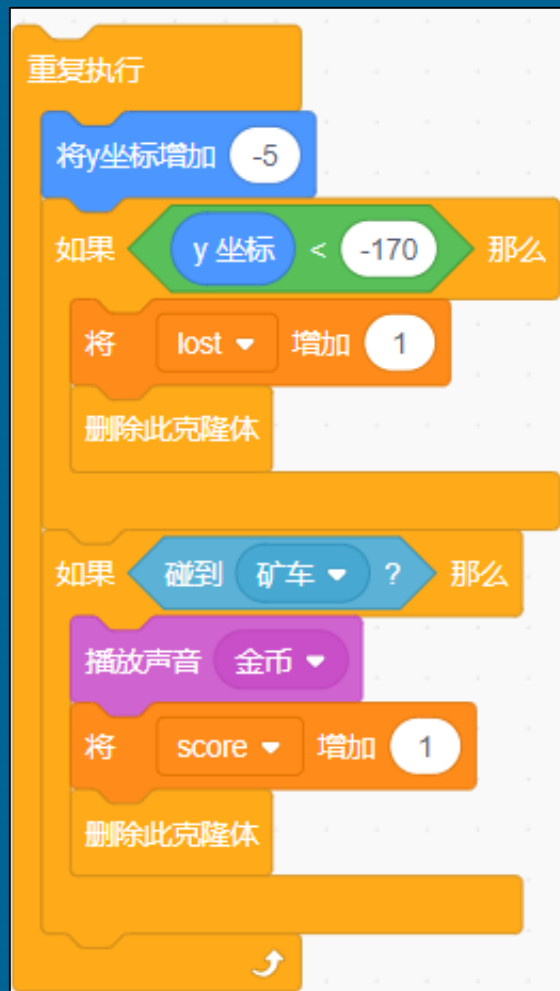 重复执行
将y坐标增加 -5
如果 y 坐标 < -170 那么
将 lost 增加 1
删除此克隆体
如果 碰到 矿车 ? 那么
播放声音 金币
将 score 增加 1
删除此克隆体